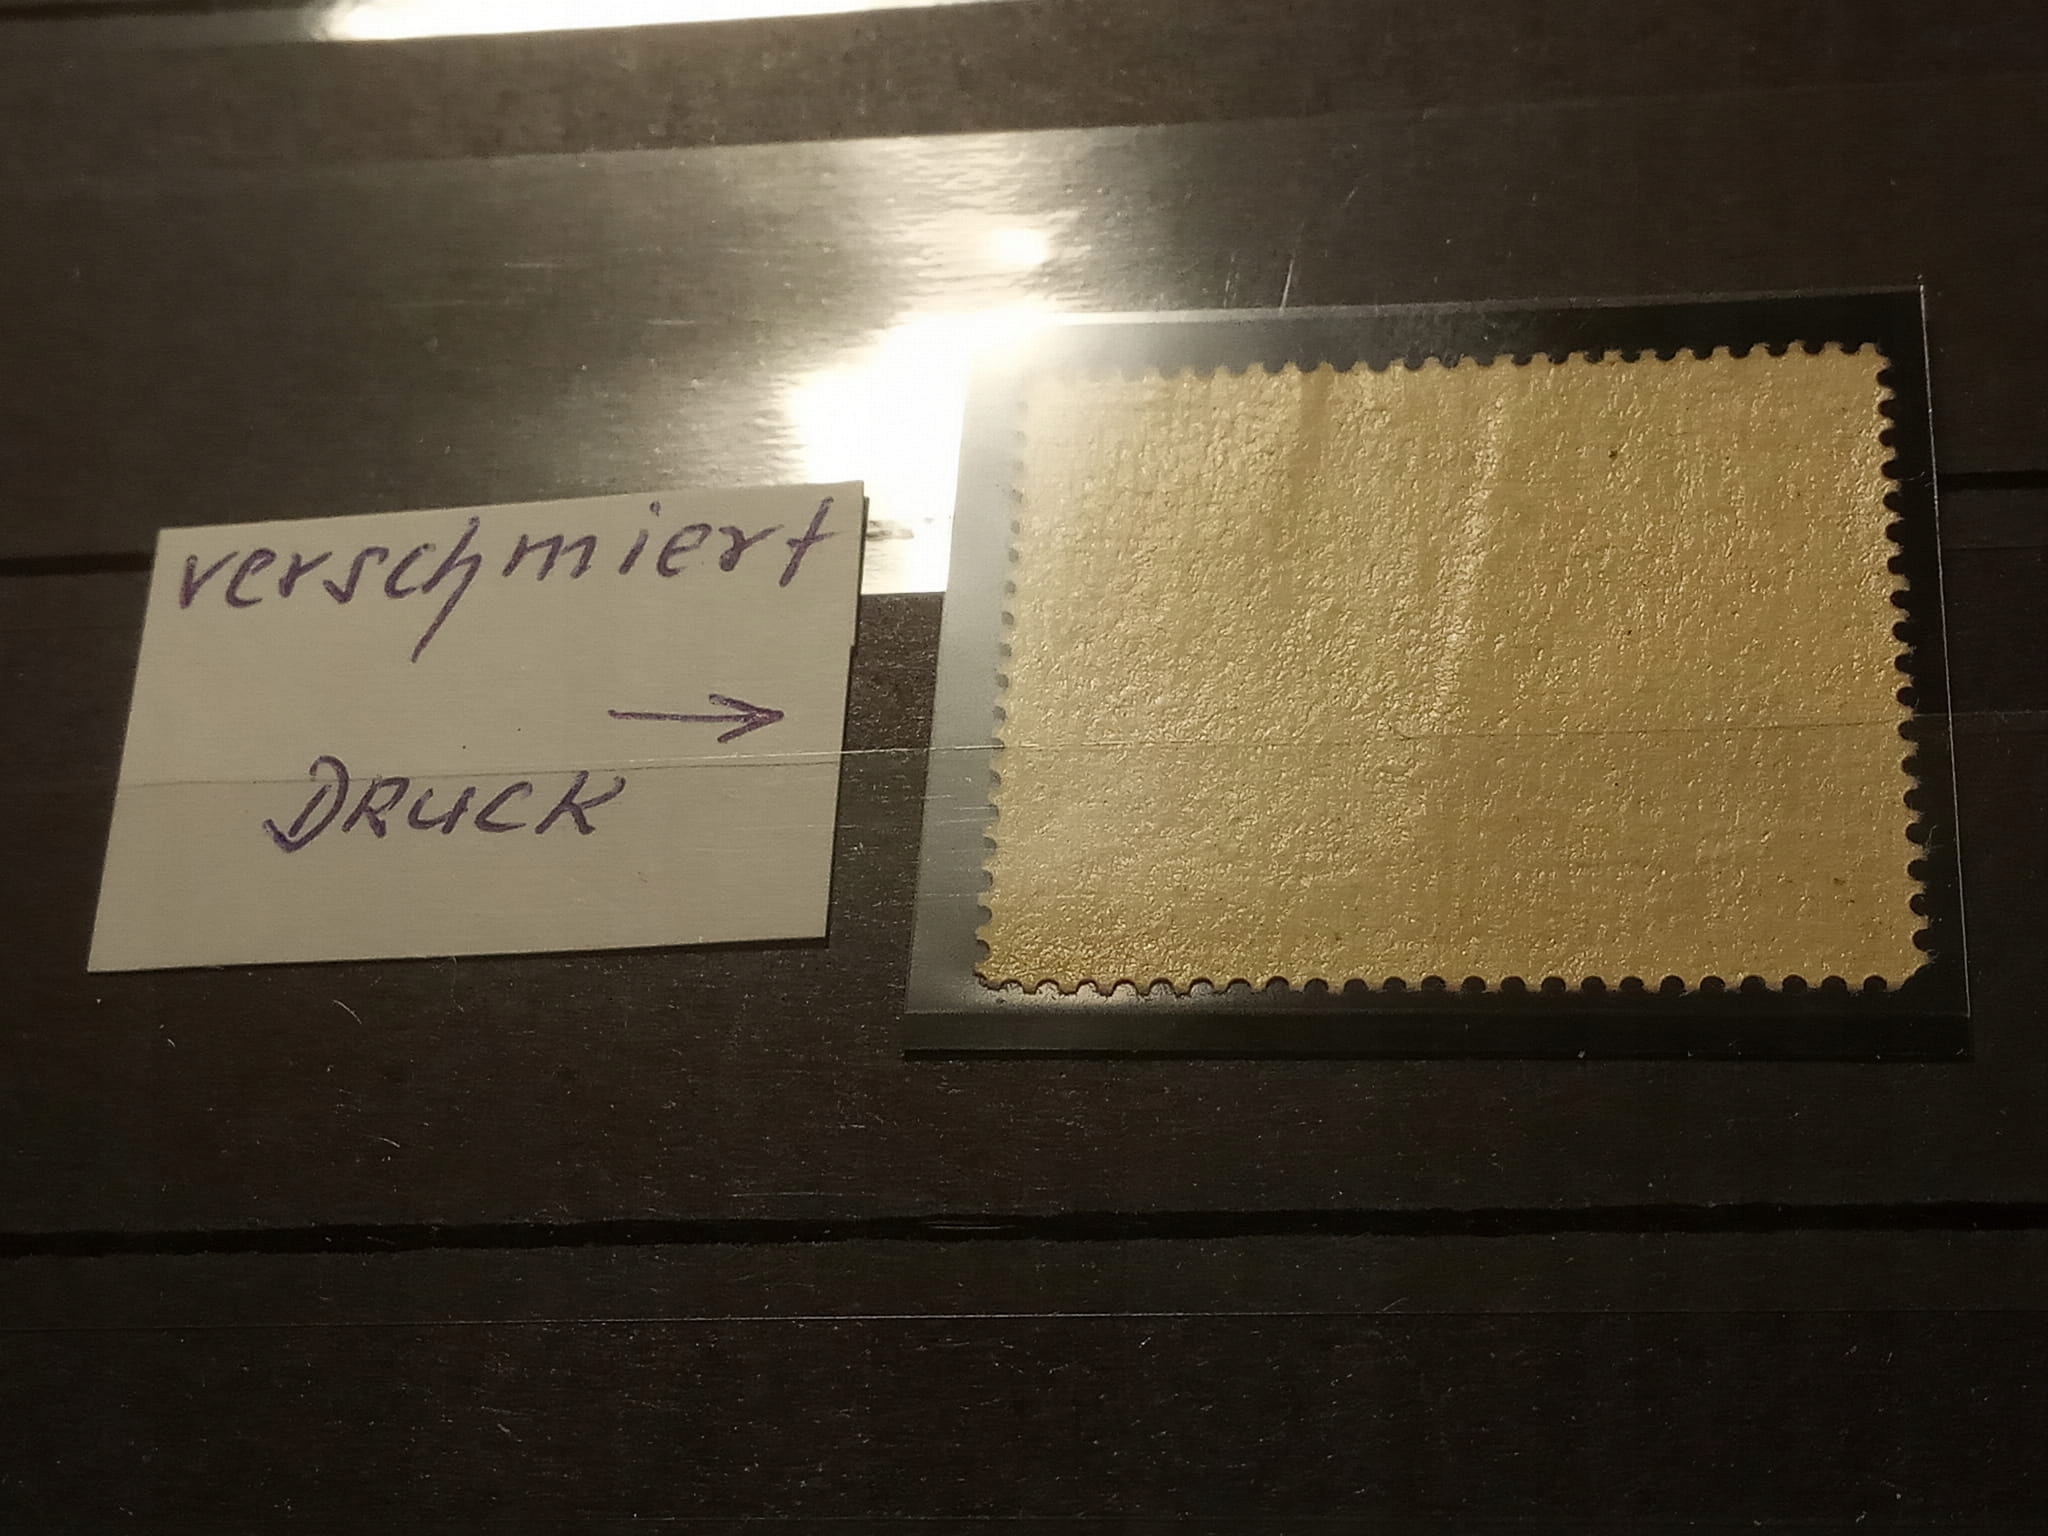 verschmiert
→
DRUCK